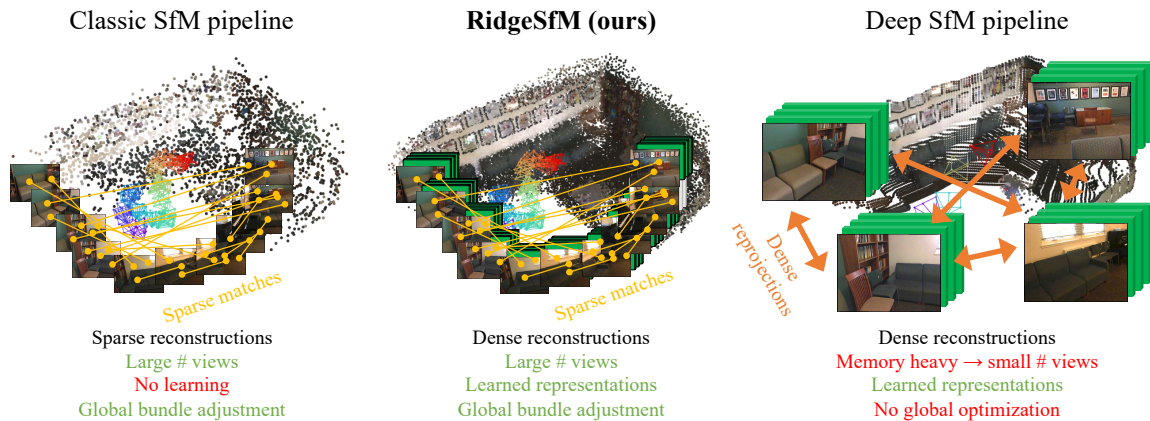 Classic SfM pipeline
Sparse matches
Sparse reconstructions
Large # views
No learning
Global bundle adjustment
RidgeSfM (ours)
Sparse matches
Dense reconstructions
Large # views
Learned representations
Global bundle adjustment
Deep SfM pipeline
Dense
reprojections
Dense reconstructions
Memory heavy → small # views
Learned representations
No global optimization